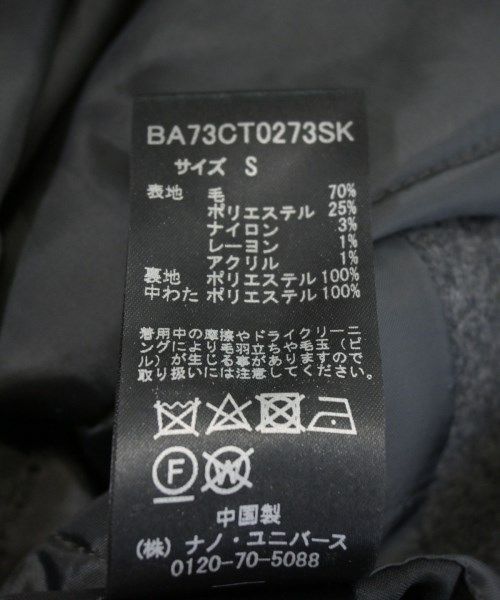 BA73CT0273SK
サイズ S
表地 毛 70%
ポリエステル 25%
ナイロン 3%
レーヨン 1%
アクリル 1%
裏地 ポリエステル 100%
中わた ポリエステル 100%
着用中の摩擦やドライクリーニ
ングにより毛羽立ちや毛玉(ピ
ル)が生じる事がありますので
取り扱いには注意してください。
F W
中国製
(株) ナノ・ユニバース
0120-70-5088